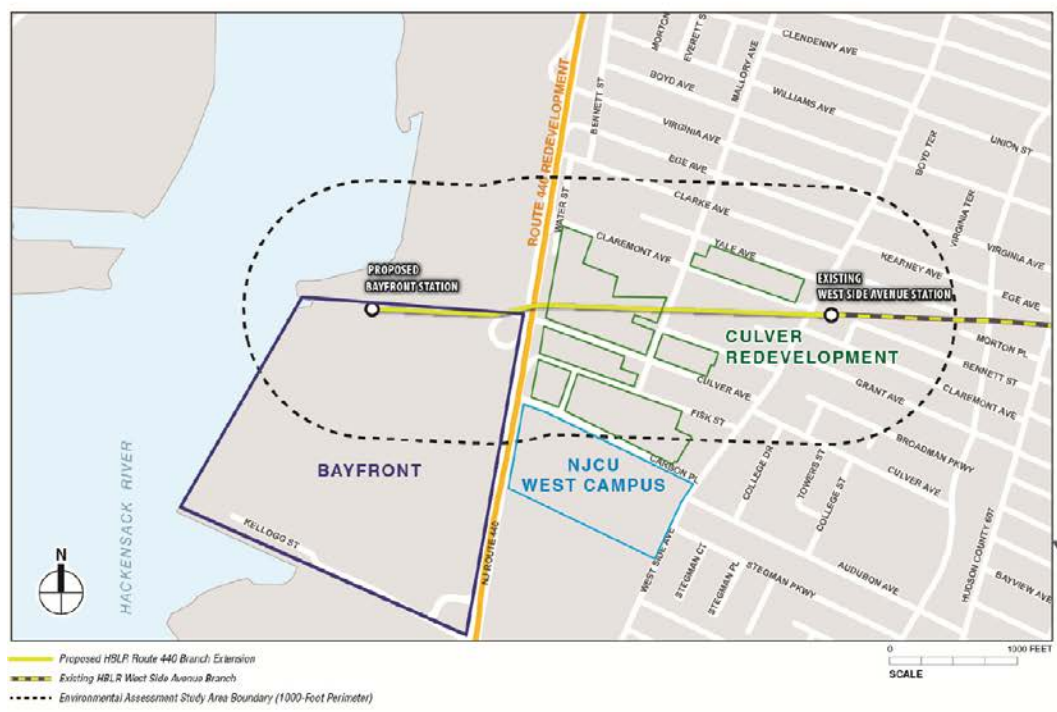 MORTON
EVERETT S
CLENDENNY AVE
MALLORY AVE
BOYD AVE
WILLIAMS AVE
BENNETT ST
ROUTE 440 REDEVELOPMENT
VIRGINIA AVE
UNION ST
BOYD TER
EGE AVE
CLARKE AVE
VIRGINIA TER
WATER ST
CLAREMONT AVE
YALE AVE
VIRGINIA AVE
KEARNEY AVE
PROPOSED
BAYFRONT STATION
EXISTING
WEST SIDE AVENUE STATION
EGE AVE
CULVER
REDEVELOPMENT
MORTON PL
BENNETT ST
CLAREMONT AVE
CULVER AVE
GRANT AVE
FISK ST
BROADMAN PKWY
CARBON PL
CULVER AVE
BAYFRONT
NJCU
WEST CAMPUS
COLLEGE DR
TOWERS ST
COLLEGE ST
HACKENSACK RIVER
KELLOGG ST
NJ ROUTE 440
WEST SIDE AVE
STEGMAN CT
STEGMAN PL
STEGMAN PKWY
AUDUBON AVE
HUDSON COUNTY 607
BAYVIEW AVE
N
Proposed HBLR Route 440 Branch Extension
Existing HBLR West Side Avenue Branch
Environmental Assessment Study Area Boundary (1000-Foot Perimeter)
0 1000 FEET
SCALE